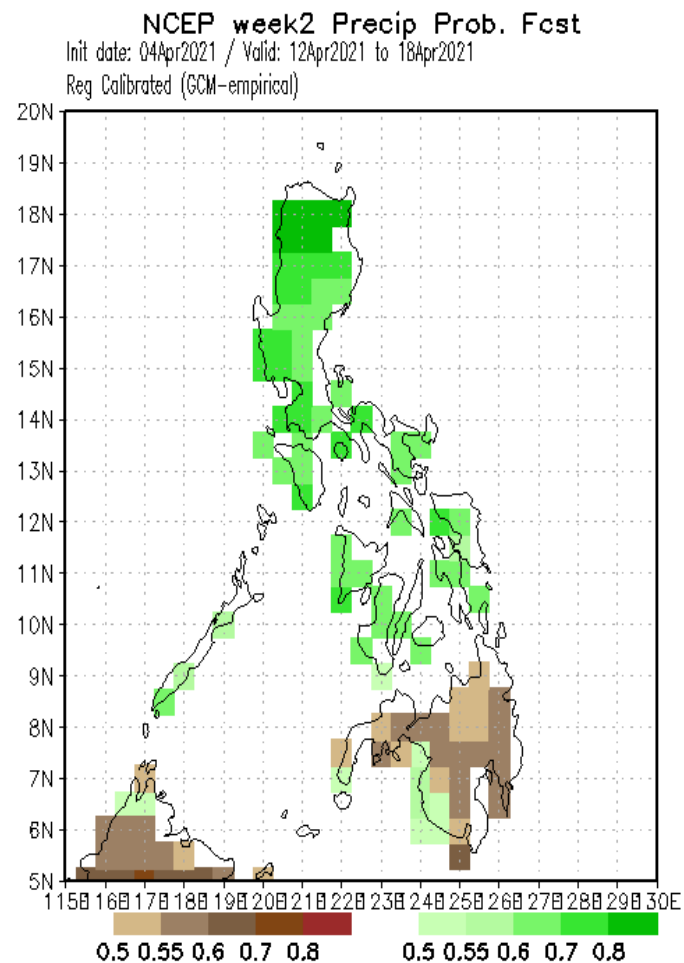 NCEP week2 Precip Prob. Fcst
Init date: 04Apr2021 / Valid: 12Apr2021 to 18Apr2021
Reg Calibrated (GCM-empirical)
20N
19N
18N
17N
16N
15N
14N
13N
12N
11N
10N
9N
8N
7N
6N
5N
115E 116E 117E 118E 119E 120E 121E 122E 123E 124E 125E 126E 127E 128E 129E 130E
0.5 0.55 0.6 0.7 0.8 0.5 0.55 0.6 0.7 0.8